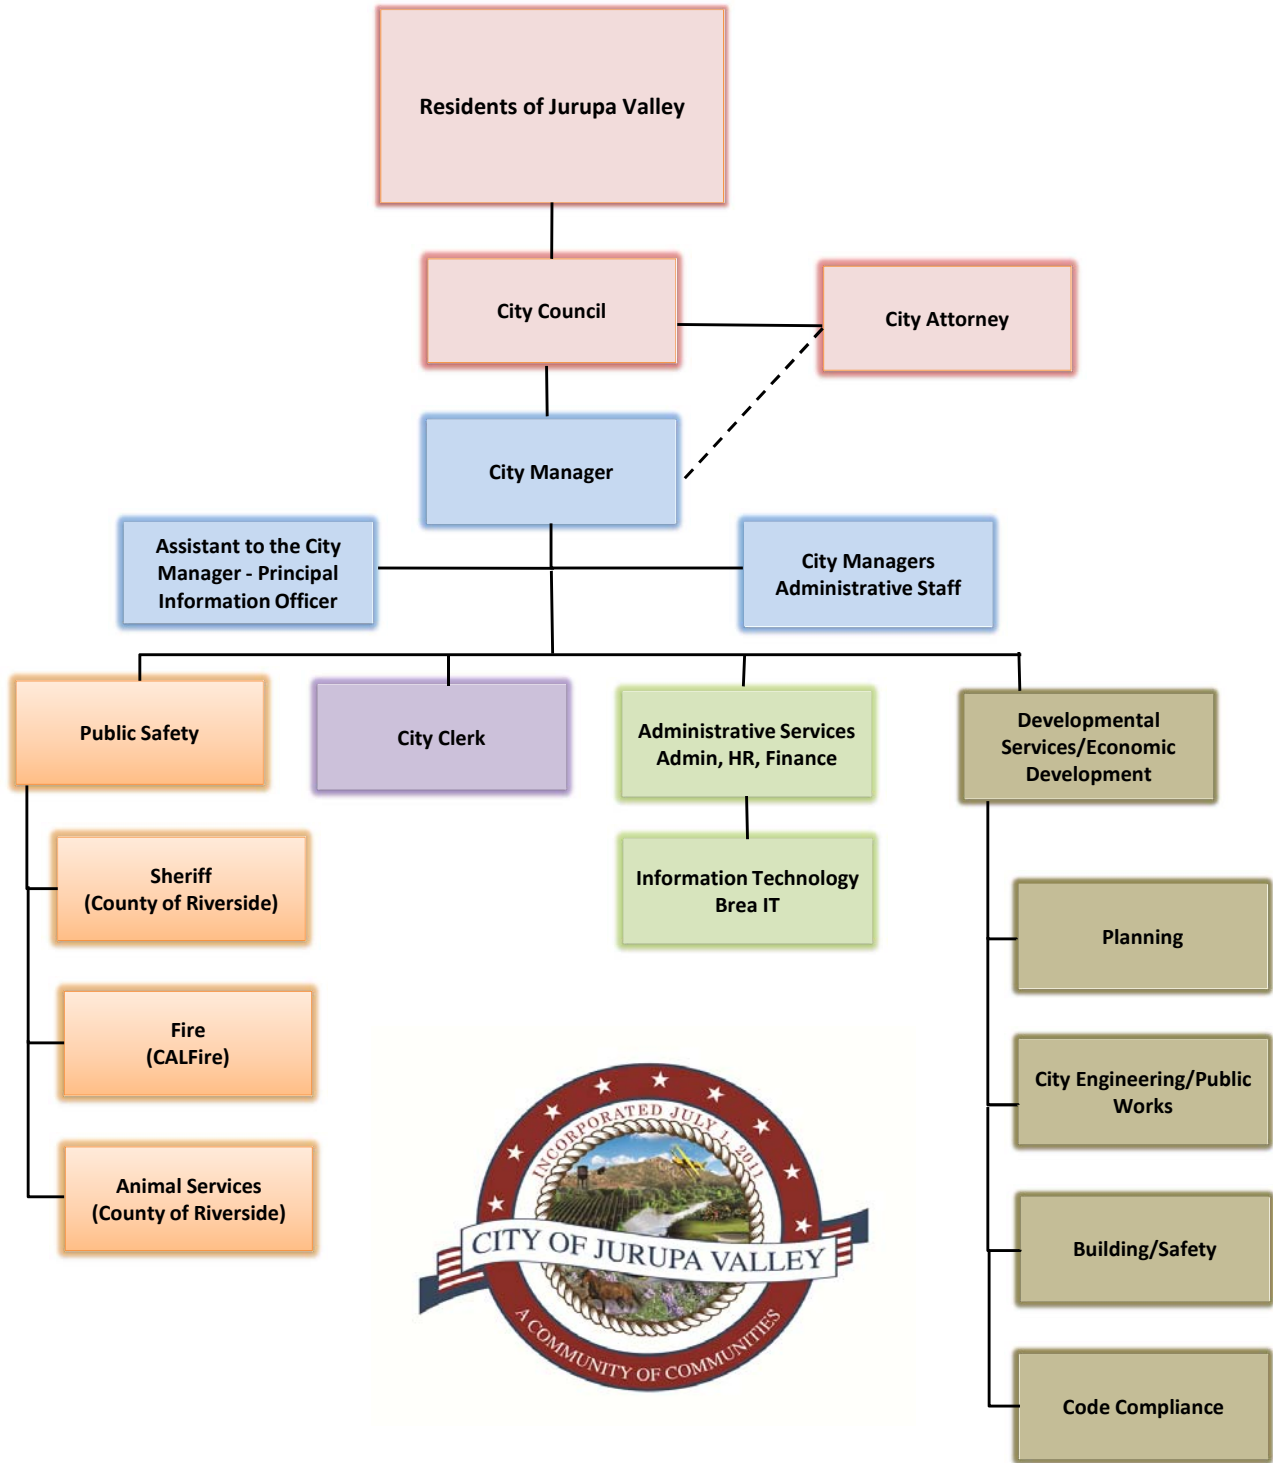 Residents of Jurupa Valley
City Council
City Attorney
City Manager
Assistant to the City
Manager - Principal
Information Officer
City Managers
Administrative Staff
Public Safety
City Clerk
Administrative Services
Admin, HR, Finance
Developmental
Services/Economic
Development
Sheriff
(County of Riverside)
Information Technology
Brea IT
Planning
Fire
(CALFire)
City Engineering/Public
Works
Animal Services
(County of Riverside)
Building/Safety
Code Compliance
INCORPORATED JULY 1, 2011
CITY OF JURUPA VALLEY
A COMMUNITY OF COMMUNITIES